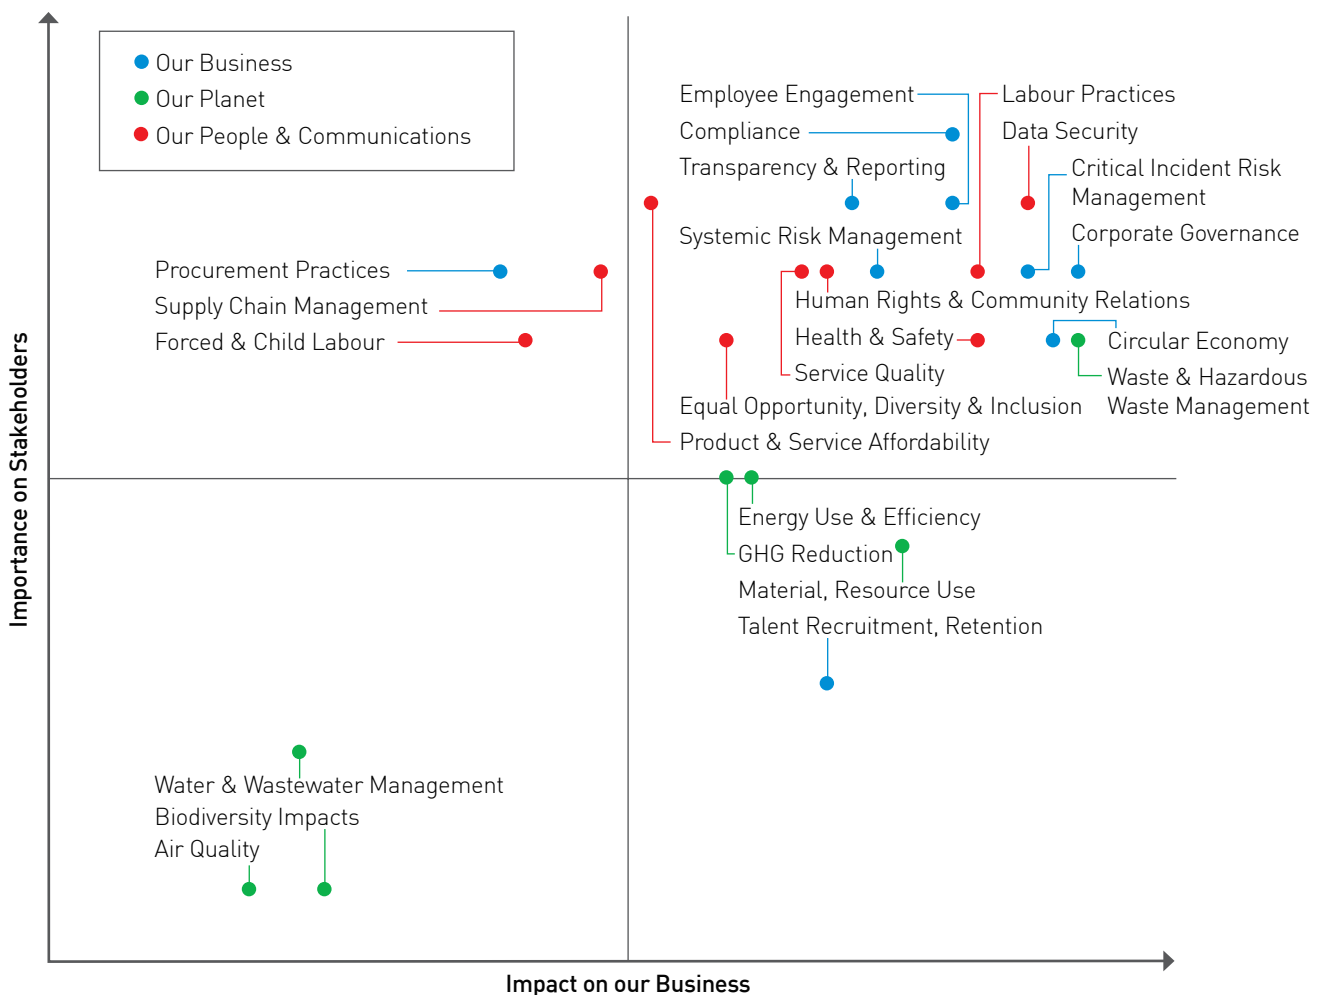 Our Business
Our Planet
Our People & Communications
Employee Engagement
Compliance
Transparency & Reporting
Systemic Risk Management
Labour Practices
Data Security
Critical Incident Risk
Management
Corporate Governance
Procurement Practices
Supply Chain Management
Forced & Child Labour
Human Rights & Community Relations
Health & Safety
Service Quality
Circular Economy
Waste & Hazardous
Waste Management
Equal Opportunity, Diversity & Inclusion
Product & Service Affordability
Energy Use & Efficiency
GHG Reduction
Material, Resource Use
Talent Recruitment, Retention
Water & Wastewater Management
Biodiversity Impacts
Air Quality
Importance on Stakeholders
Impact on our Business